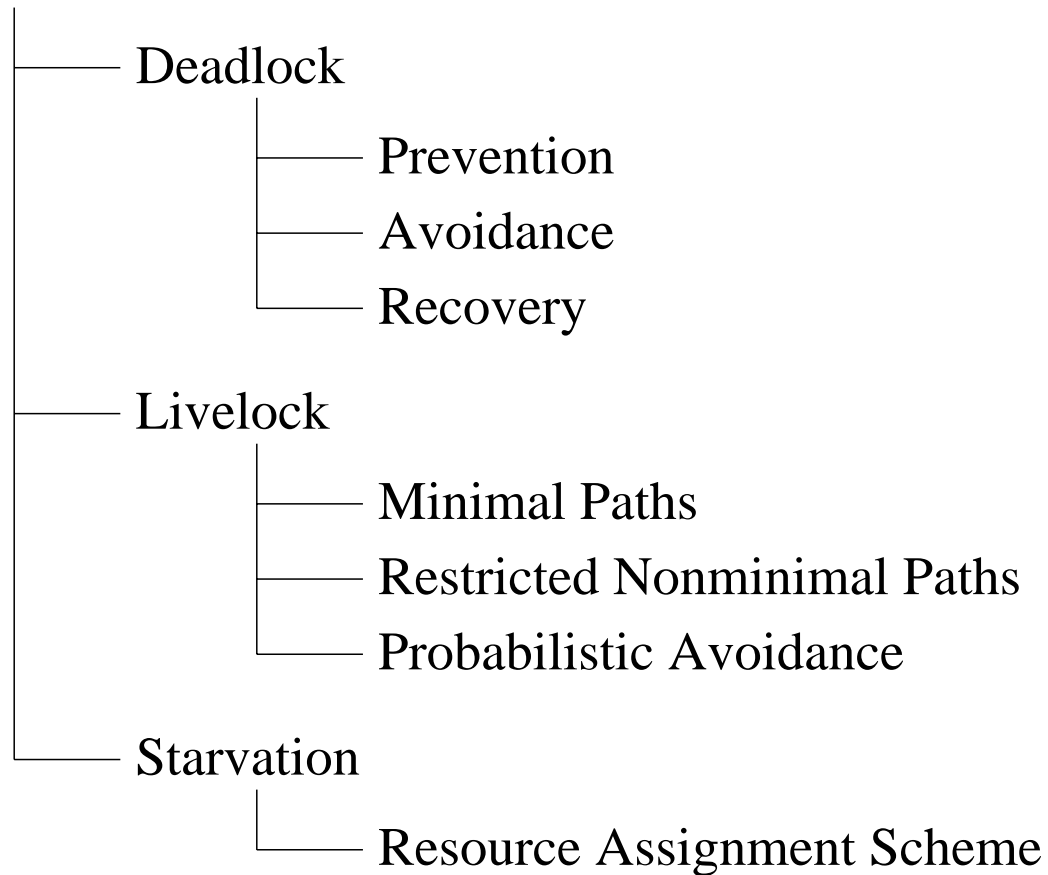 Deadlock
Prevention
Avoidance
Recovery
Livelock
Minimal Paths
Restricted Nonminimal Paths
Probabilistic Avoidance
Starvation
Resource Assignment Scheme